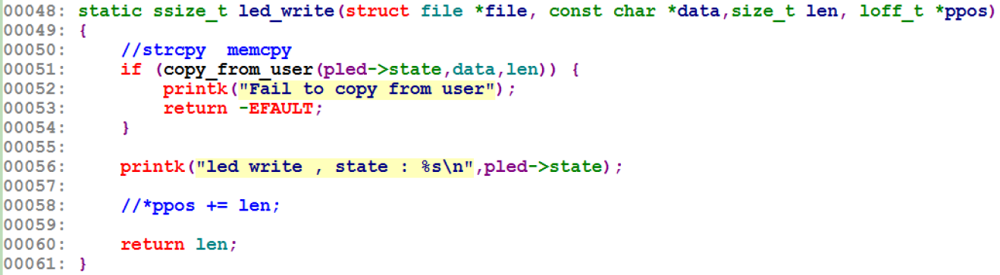 00048: static ssize_t led_write(struct file *file, const char *data,size_t len, loff_t *ppos)
00049: {
00050:     //strcpy  memcpy
00051:     if (copy_from_user(pled->state,data,len)) {
00052:         printk("Fail to copy from user");
00053:         return -EFAULT;
00054:     }
00055:
00056:     printk("led write , state : %s\n",pled->state);
00057:
00058:     //*ppos += len;
00059:
00060:     return len;
00061: }